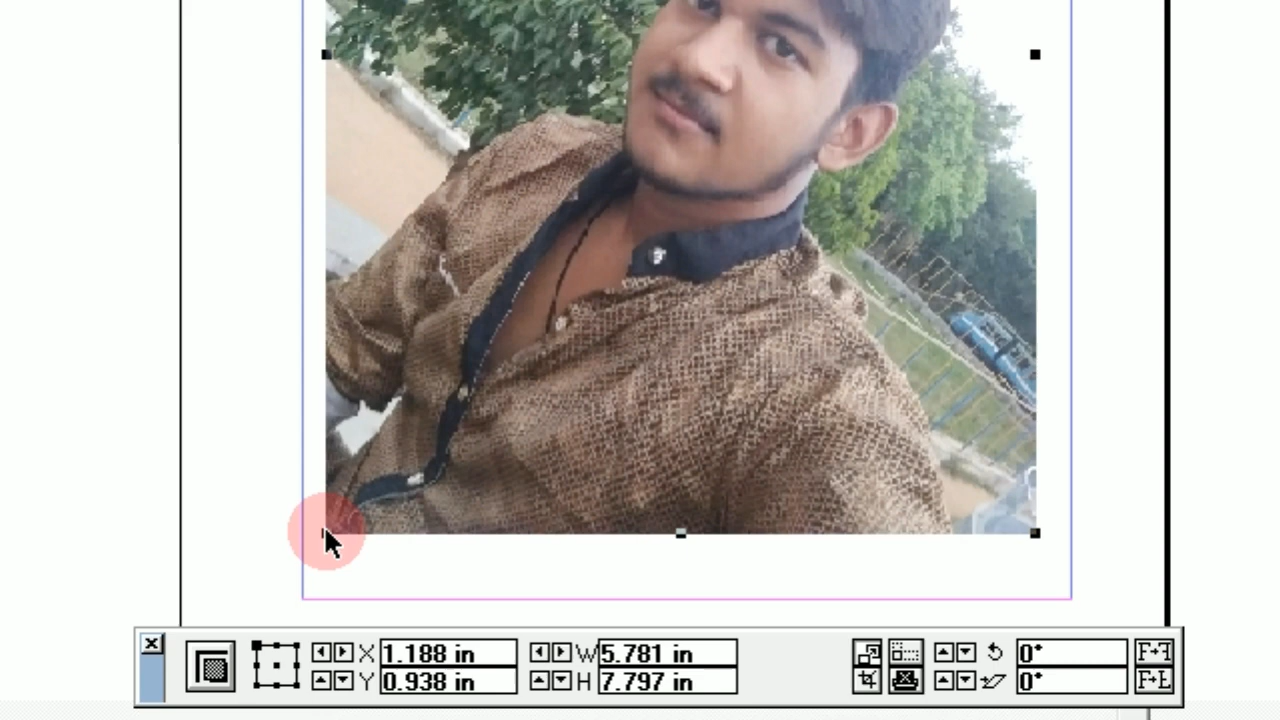 X 1.188 in W 5.781 in 0°
Y 0.938 in H 7.797 in 0°